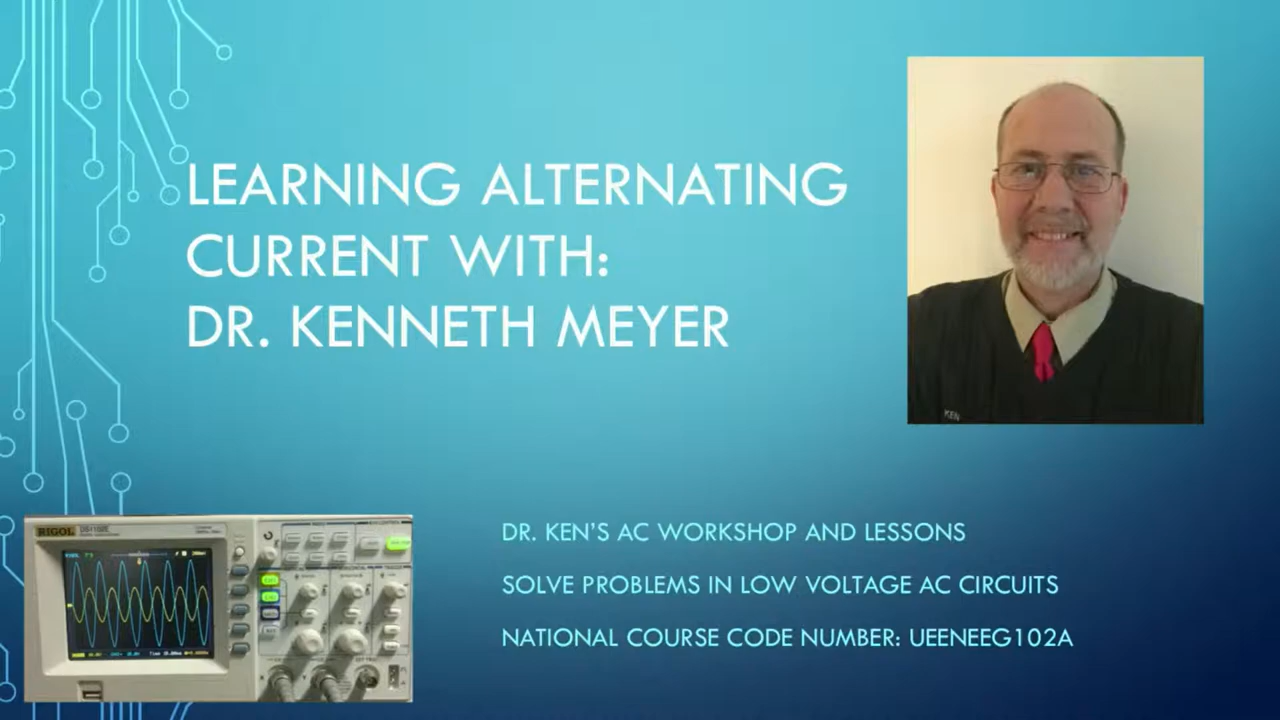 LEARNING ALTERNATING
CURRENT WITH:
DR. KENNETH MEYER
KEN
RIGOL
DR. KEN'S AC WORKSHOP AND LESSONS
SOLVE PROBLEMS IN LOW VOLTAGE AC CIRCUITS
NATIONAL COURSE CODE NUMBER: UEENEEG102A